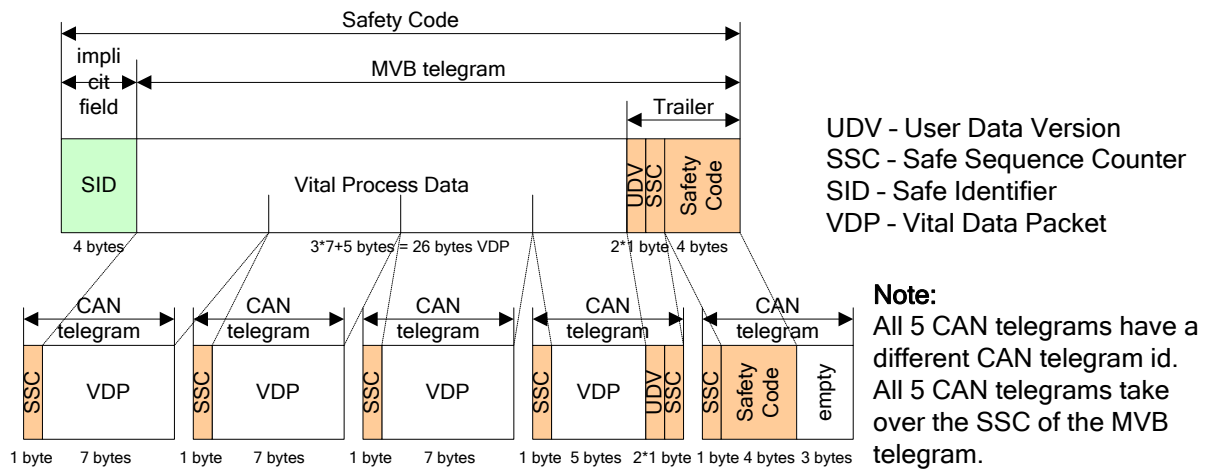 Safety Code
impli
cit
field
MVB telegram
Trailer
SID
Vital Process Data
UDV
SSC
Safety
Code
4 bytes
3*7+5 bytes = 26 bytes VDP
2*1 byte
4 bytes
UDV - User Data Version
SSC - Safe Sequence Counter
SID - Safe Identifier
VDP - Vital Data Packet
CAN
telegram
CAN
telegram
CAN
telegram
CAN
telegram
CAN
telegram
SSC
VDP
SSC
VDP
SSC
VDP
SSC
VDP
UDV
SSC
SSC
Safety
Code
empty
1 byte
7 bytes
1 byte
7 bytes
1 byte
7 bytes
1 byte
5 bytes
2*1 byte
1 byte
4 bytes
3 bytes
Note:
All 5 CAN telegrams have a
different CAN telegram id.
All 5 CAN telegrams take
over the SSC of the MVB
telegram.